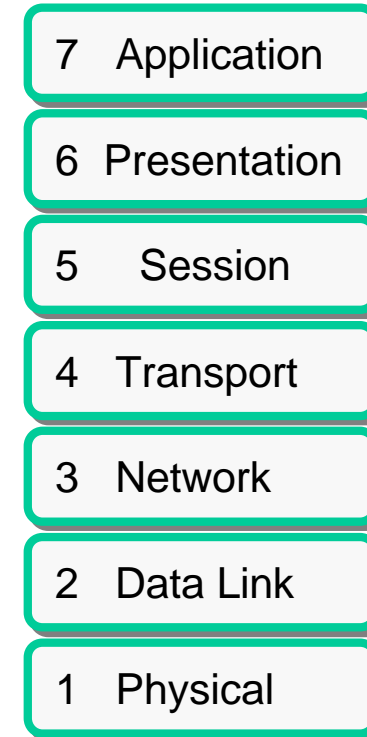 7 Application
6 Presentation
5 Session
4 Transport
3 Network
2 Data Link
1 Physical